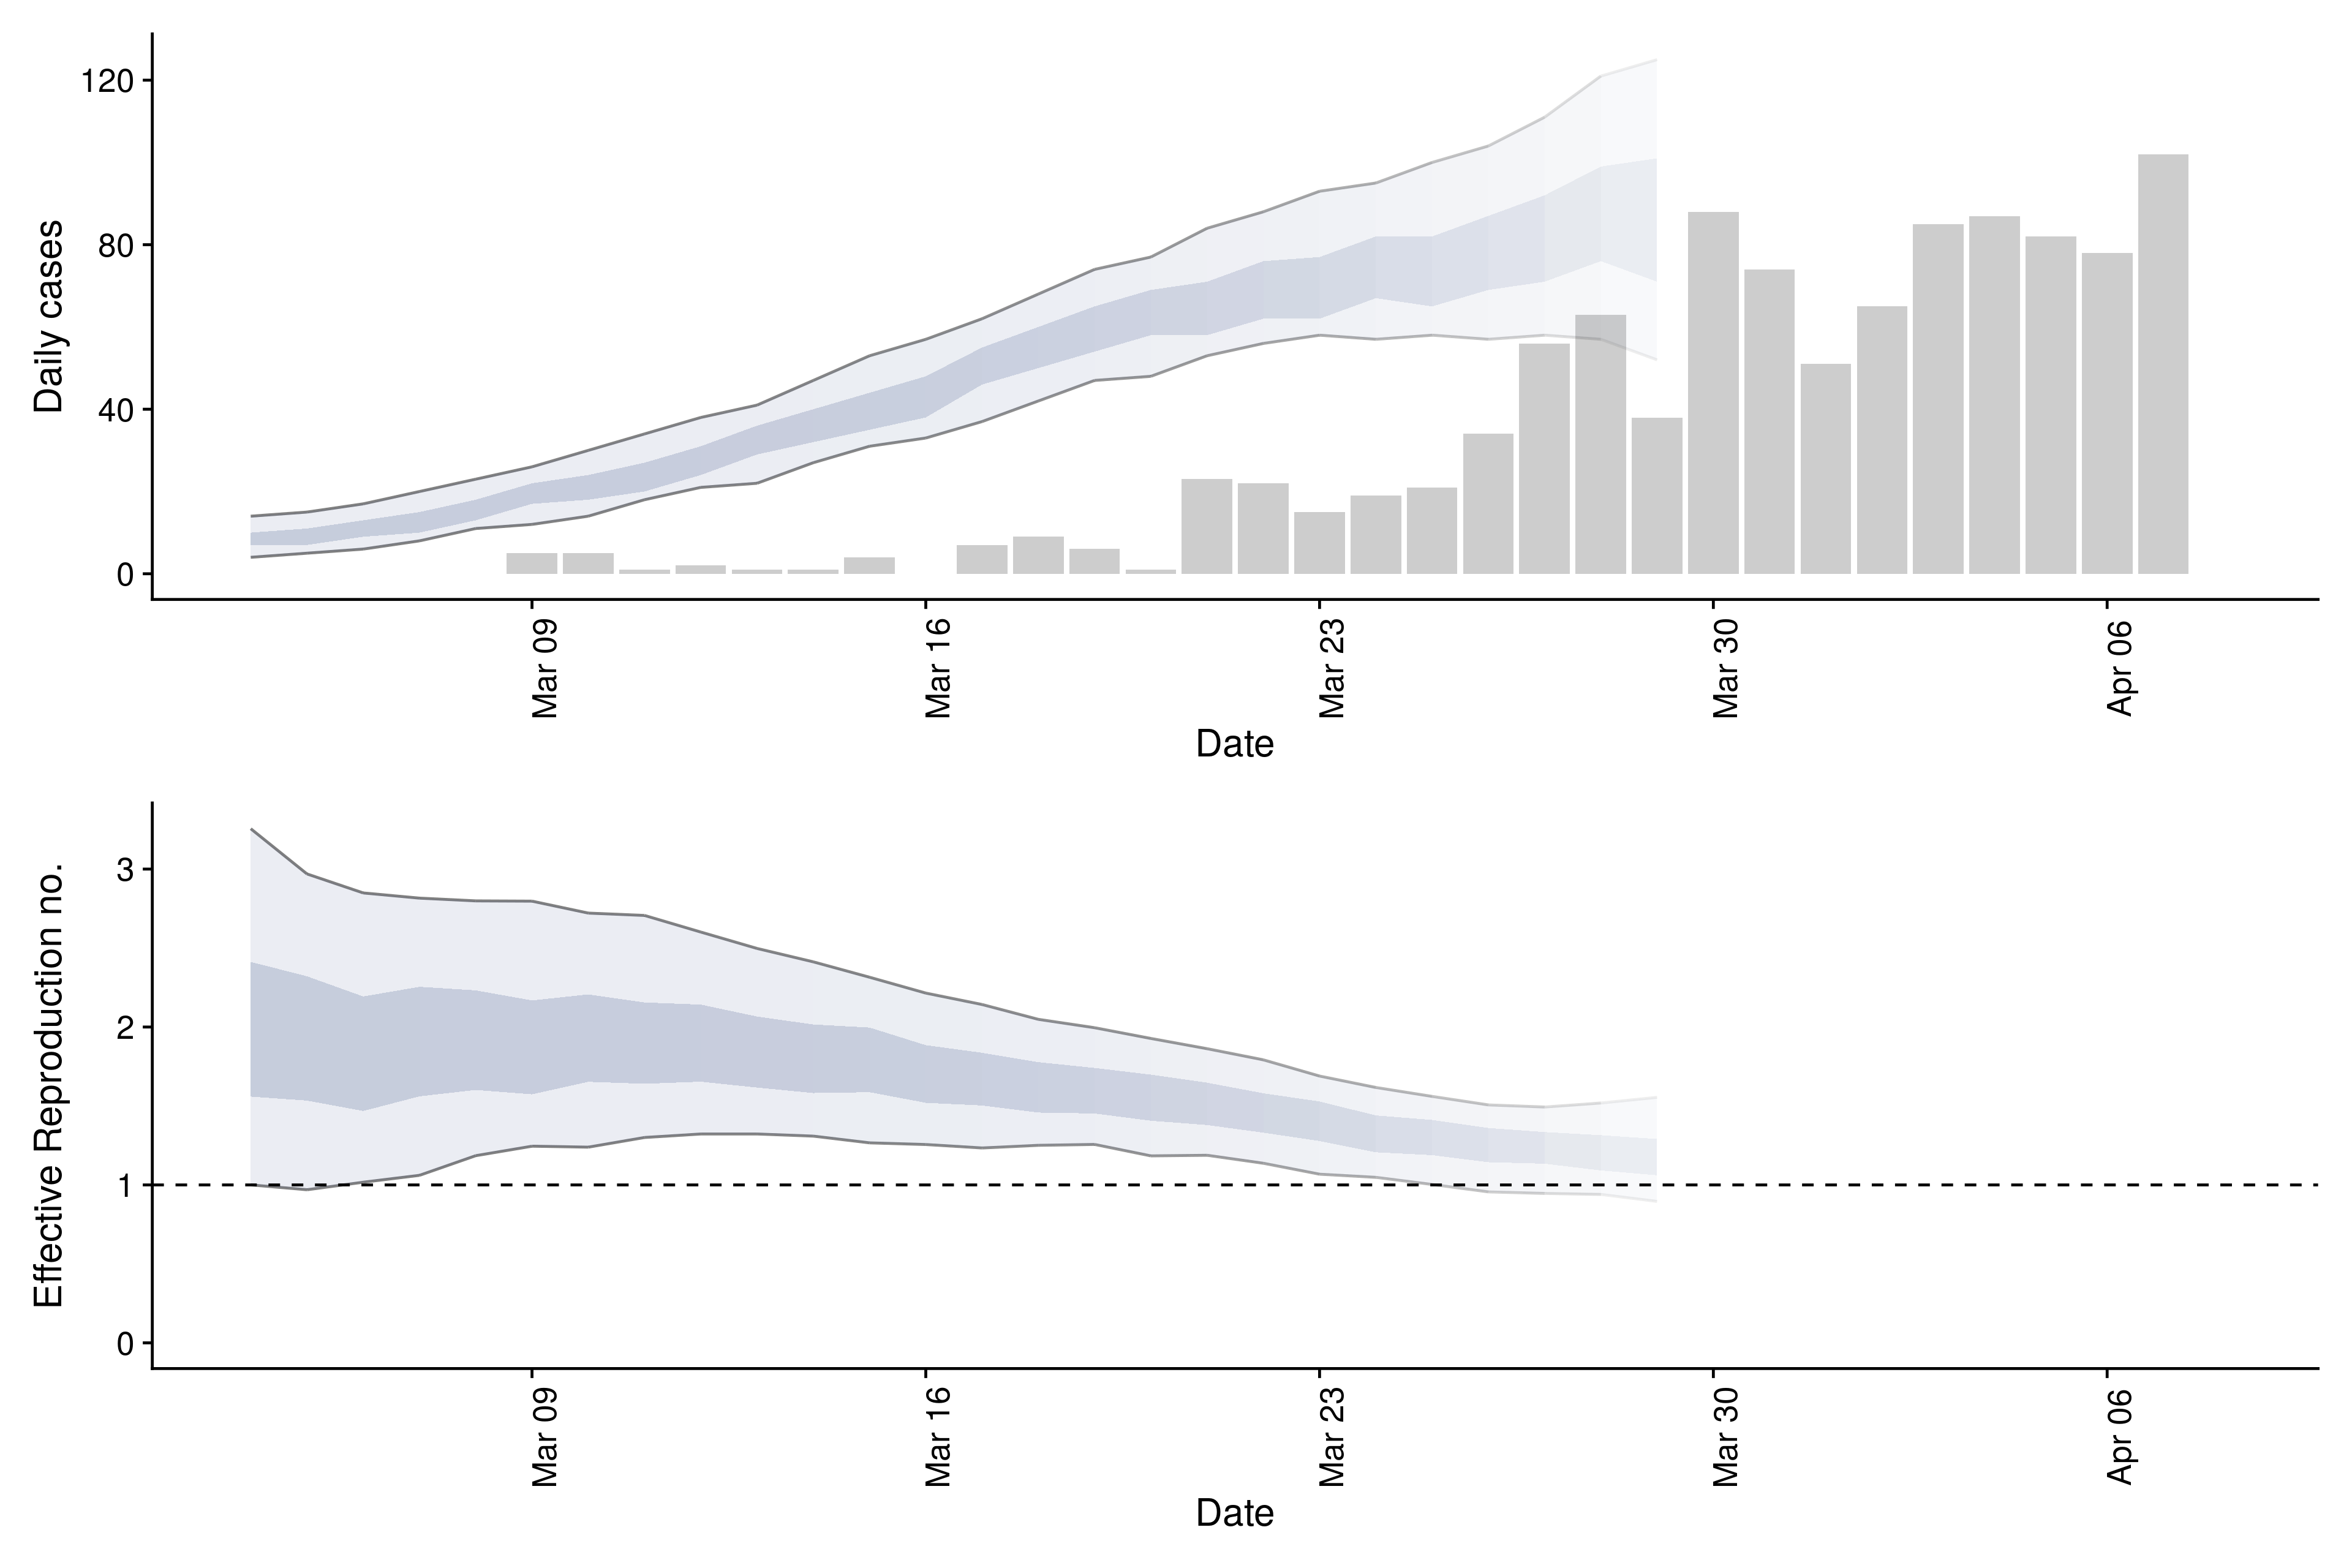 Daily cases
120
80
40
0
Mar 09
Mar 16
Mar 23
Mar 30
Apr 06
Date
Effective Reproduction no.
3
2
1
0
Mar 09
Mar 16
Mar 23
Mar 30
Apr 06
Date